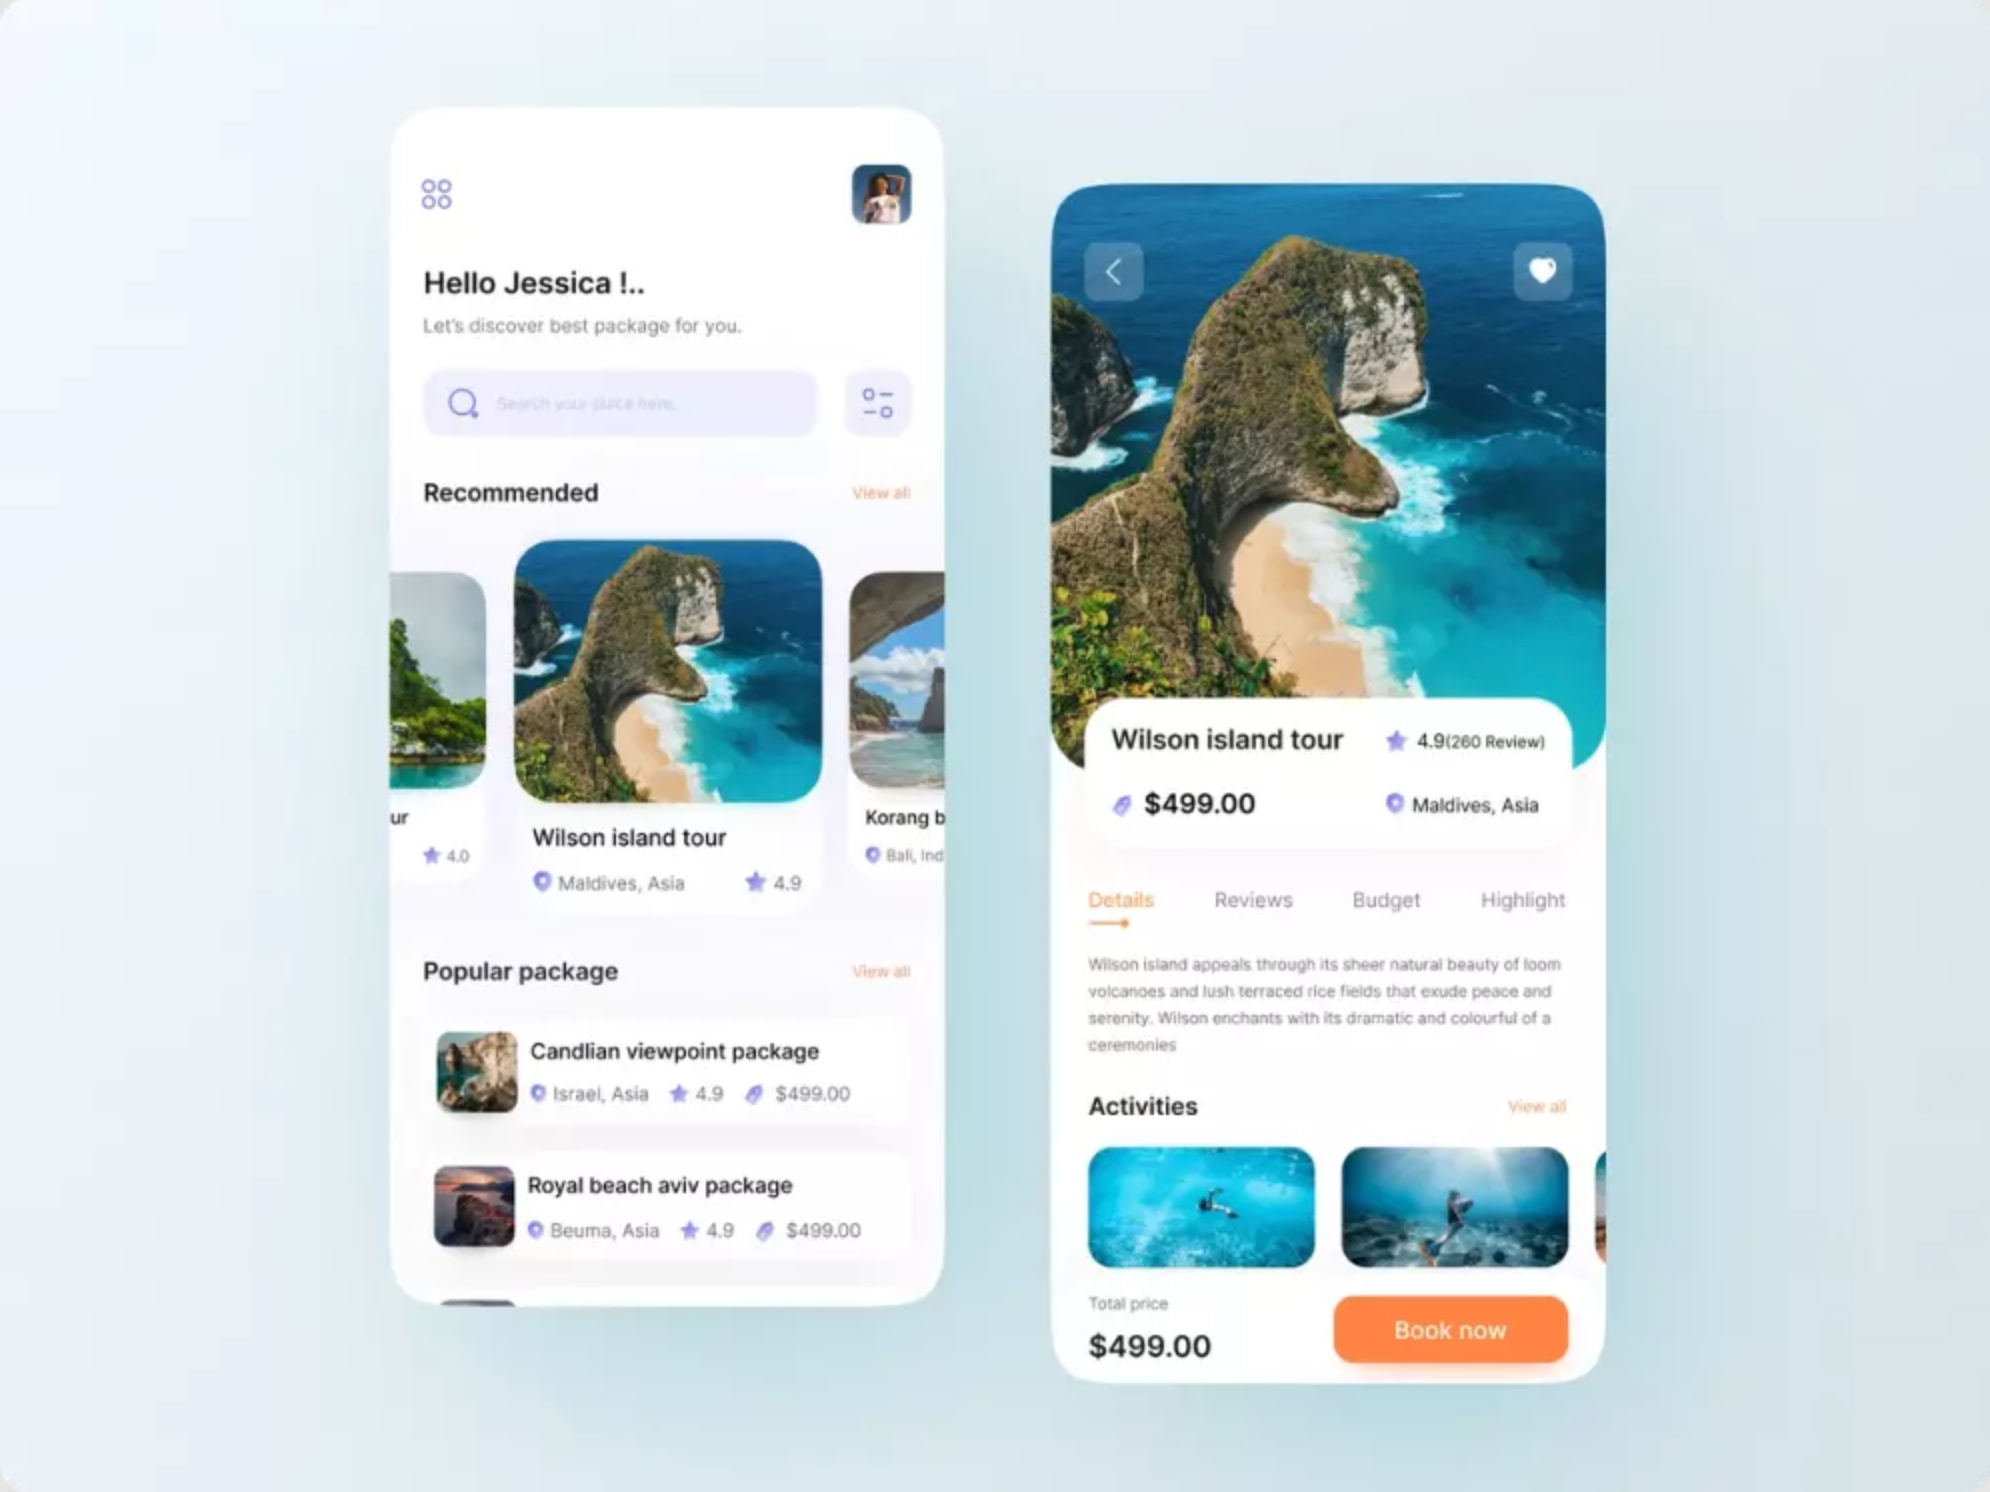 Hello Jessica !..
Let's discover best package for you.
Search your place here..
Recommended
View all
ur
4.0
Wilson island tour
Maldives, Asia
4.9
Korang b
Bali, Ind
Popular package
View all
Candlian viewpoint package
Israel, Asia
4.9
$499.00
Royal beach aviv package
Beuma, Asia
4.9
$499.00
Wilson island tour
4.9(260 Review)
$499.00
Maldives, Asia
Details
Reviews
Budget
Highlight
Wilson island appeals through its sheer natural beauty of loom
volcanoes and lush terraced rice fields that exude peace and
serenity. Wilson enchants with its dramatic and colourful of a
ceremonies
Activities
View all
Total price
$499.00
Book now